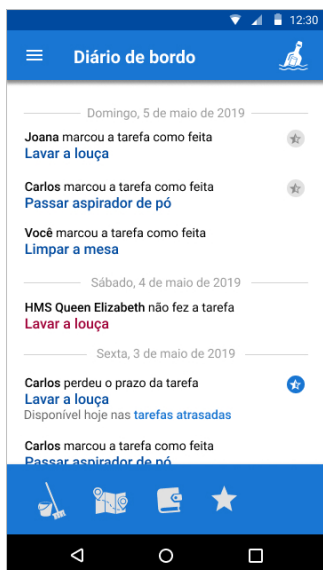 12:30
Diário de bordo
Domingo, 5 de maio de 2019
Joana marcou a tarefa como feita
Lavar a louça
Carlos marcou a tarefa como feita
Passar aspirador de pó
Você marcou a tarefa como feita
Limpar a mesa
Sábado, 4 de maio de 2019
HMS Queen Elizabeth não fez a tarefa
Lavar a louça
Sexta, 3 de maio de 2019
Carlos perdeu o prazo da tarefa
Lavar a louça
Disponível hoje nas tarefas atrasadas
Carlos marcou a tarefa como feita
Passar aspirador de pó